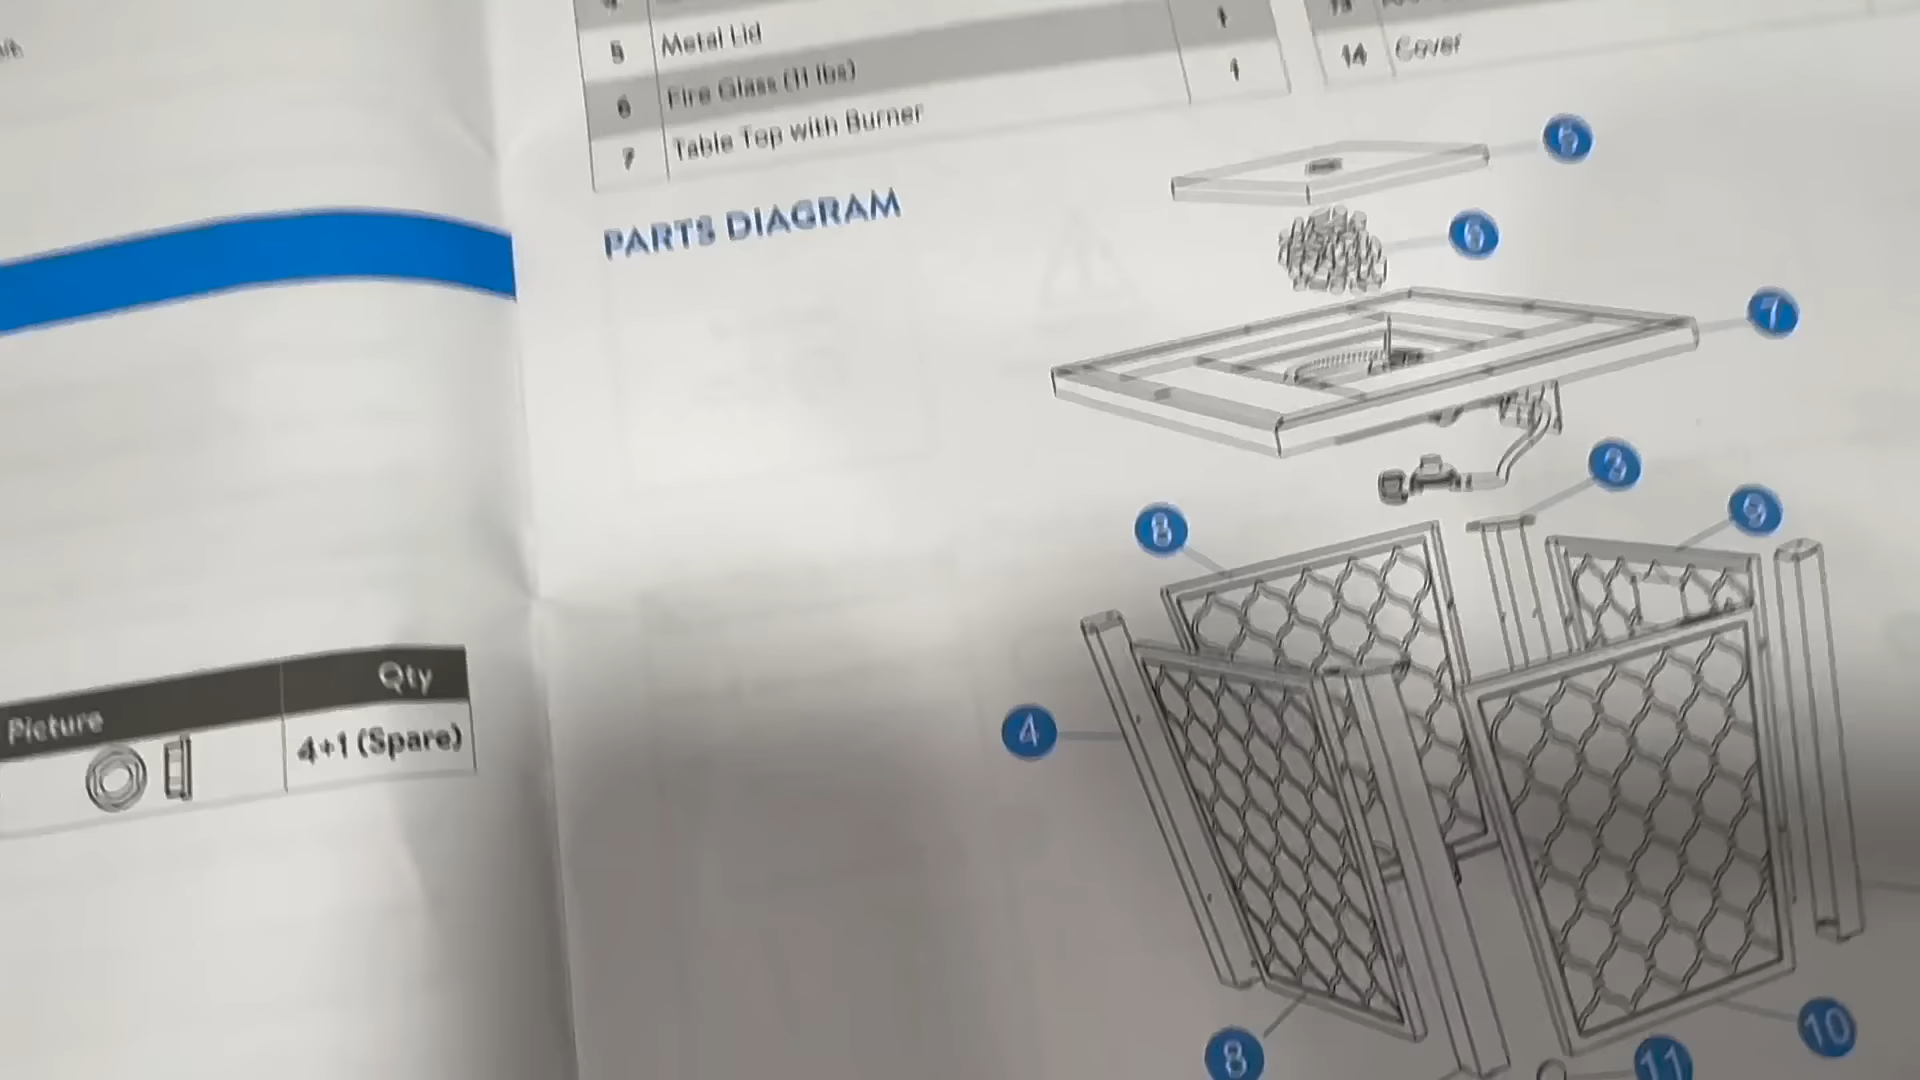 5 Metal Lid 1
6 Fire Glass (11 lbs) 1
7 Table Top with Burner
14 Cover
PARTS DIAGRAM
5
6
7
8
9
4
8
10
11
Picture Qty
4+1 (Spare)